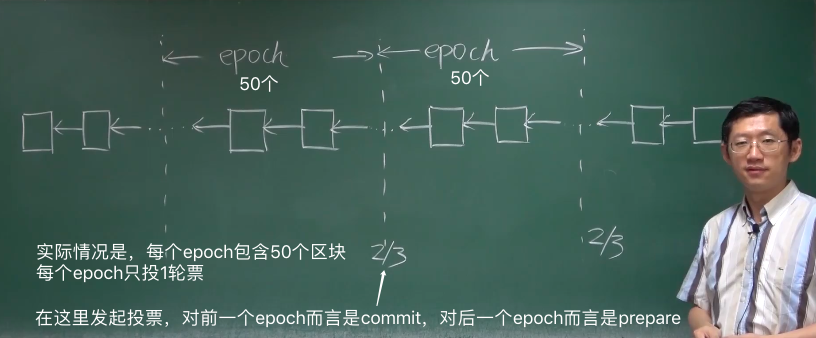 epoch epoch
50个 50个
实际情况是，每个epoch包含50个区块
每个epoch只投1轮票
2/3 2/3
在这里发起投票，对前一个epoch而言是commit，对后一个epoch而言是prepare